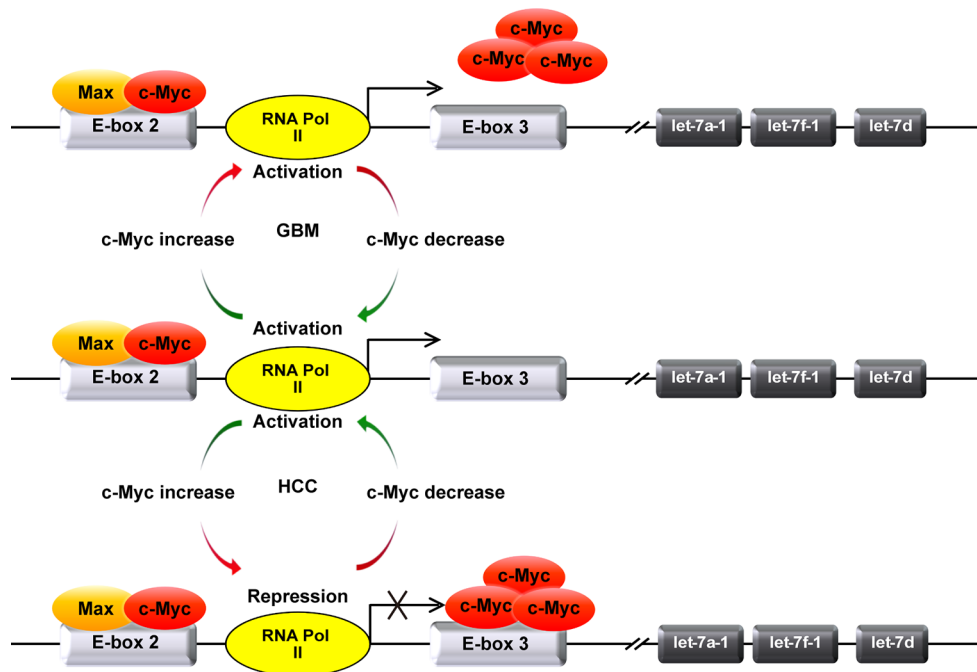 c-Myc
c-Myc c-Myc
Max c-Myc
E-box 2
RNA Pol
II
E-box 3
let-7a-1 let-7f-1 let-7d
Activation
c-Myc increase
GBM
c-Myc decrease
Activation
Max c-Myc
E-box 2
RNA Pol
II
E-box 3
let-7a-1 let-7f-1 let-7d
Activation
c-Myc increase
HCC
c-Myc decrease
Repression
c-Myc
c-Myc c-Myc
Max c-Myc
E-box 2
RNA Pol
II
E-box 3
let-7a-1 let-7f-1 let-7d